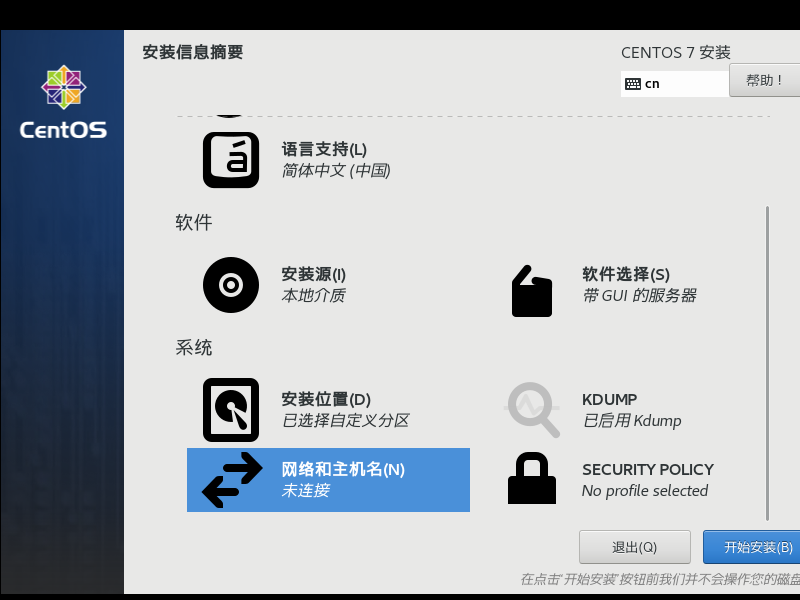 安装信息摘要
CENTOS 7 安装
cn
帮助！
CentOS
á
语言支持(L)
简体中文 (中国)
软件
安装源(I)
本地介质
软件选择(S)
带 GUI 的服务器
系统
安装位置(D)
已选择自定义分区
KDUMP
已启用 Kdump
网络和主机名(N)
未连接
SECURITY POLICY
No profile selected
退出(Q)
开始安装(B)
在点击'开始安装'按钮前我们并不会操作您的磁盘